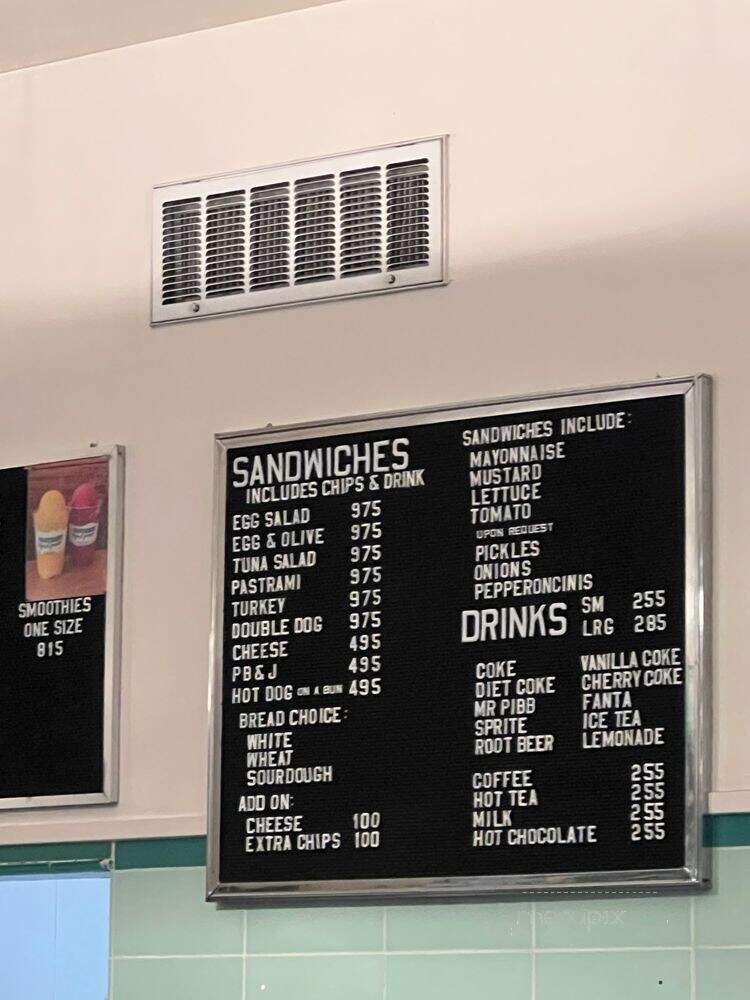 SMOOTHIES
ONE SIZE
815
SANDWICHES
INCLUDES CHIPS & DRINK
EGG SALAD 975
EGG & OLIVE 975
TUNA SALAD 975
PASTRAMI 975
TURKEY 975
DOUBLE DOG 975
CHEESE 495
PB & J 495
HOT DOG ON A BUN 495
BREAD CHOICE:
WHITE
WHEAT
SOURDOUGH
ADD ON:
CHEESE 100
EXTRA CHIPS 100
SANDWICHES INCLUDE:
MAYONNAISE
MUSTARD
LETTUCE
TOMATO
UPON REQUEST
PICKLES
ONIONS
PEPPERONCINIS
DRINKS
SM 255
LRG 285
COKE VANILLA COKE
DIET COKE CHERRY COKE
MR PIBB FANTA
SPRITE ICE TEA
ROOT BEER LEMONADE
COFFEE 255
HOT TEA 255
MILK 255
HOT CHOCOLATE 255